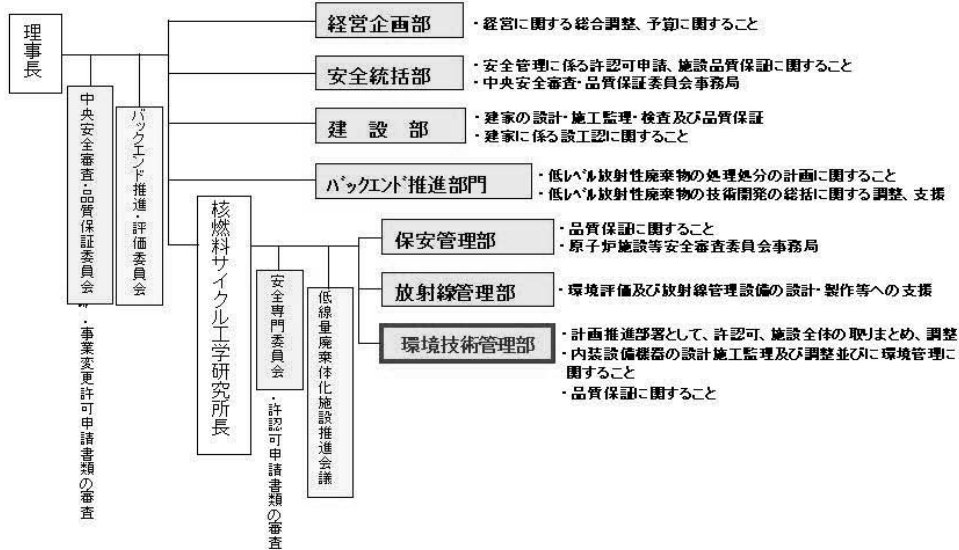 理事長
中央安全審査・品質保証委員会
・事業変更許可申請書類の審査
バックエンド推進・評価委員会
経営企画部
・経営に関する総合調整、予算に関すること
安全統括部
・安全管理に係る許認可申請、施設品質保証に関すること
・中央安全審査・品質保証委員会事務局
建設部
・建家の設計・施工監理・検査及び品質保証
・建家に係る設工認に関すること
バックエンド推進部門
・低レベル放射性廃棄物の処理処分の計画に関すること
・低レベル放射性廃棄物の技術開発の総括に関する調整、支援
核燃料サイクル工学研究所長
安全専門委員会
・許認可申請書類の審査
低線量廃棄体化施設推進会議
保安管理部
・品質保証に関すること
・原子炉施設等安全審査委員会事務局
放射線管理部
・環境評価及び放射線管理設備の設計・製作等への支援
環境技術管理部
・計画推進部署として、許認可、施設全体の取りまとめ、調整
・内装設備機器の設計施工監理及び調整並びに環境管理に
関すること
・品質保証に関すること